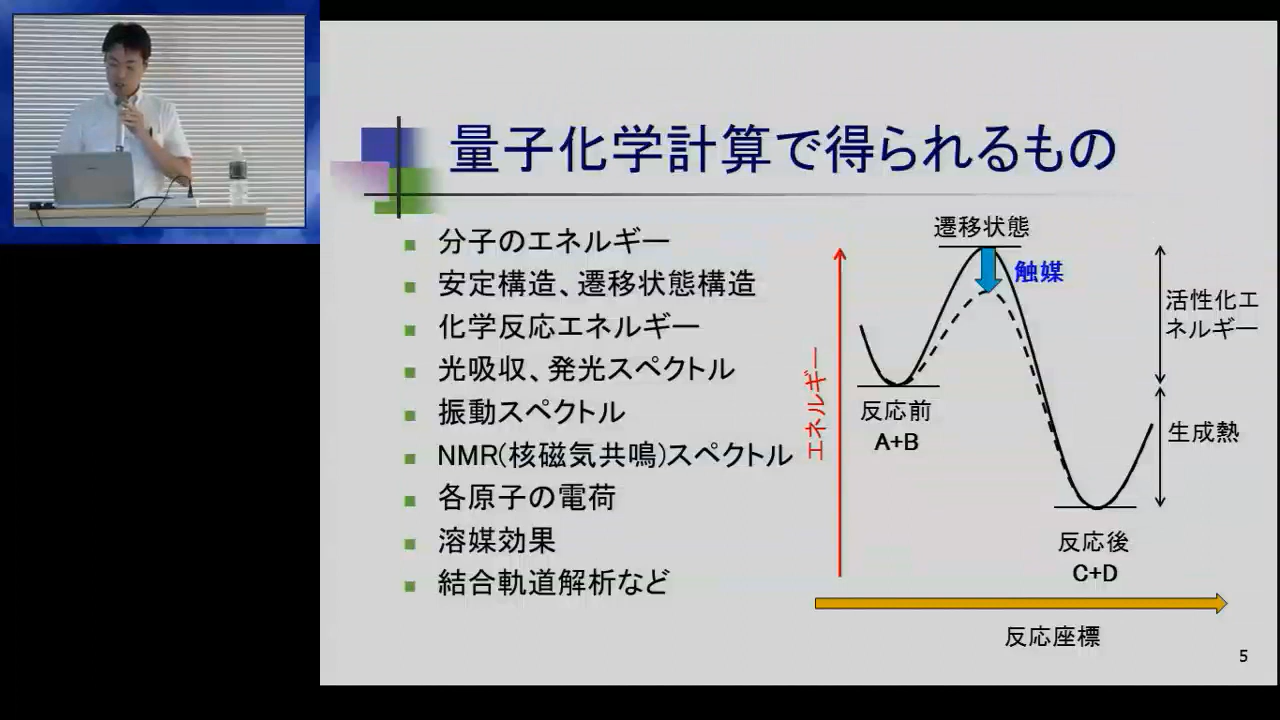 量子化学計算で得られるもの
分子のエネルギー
安定構造、遷移状態構造
化学反応エネルギー
光吸収、発光スペクトル
振動スペクトル
NMR(核磁気共鳴)スペクトル
各原子の電荷
溶媒効果
結合軌道解析など
遷移状態
触媒
活性化エ
ネルギー
エネルギー
反応前
A+B
生成熱
反応後
C+D
反応座標
5